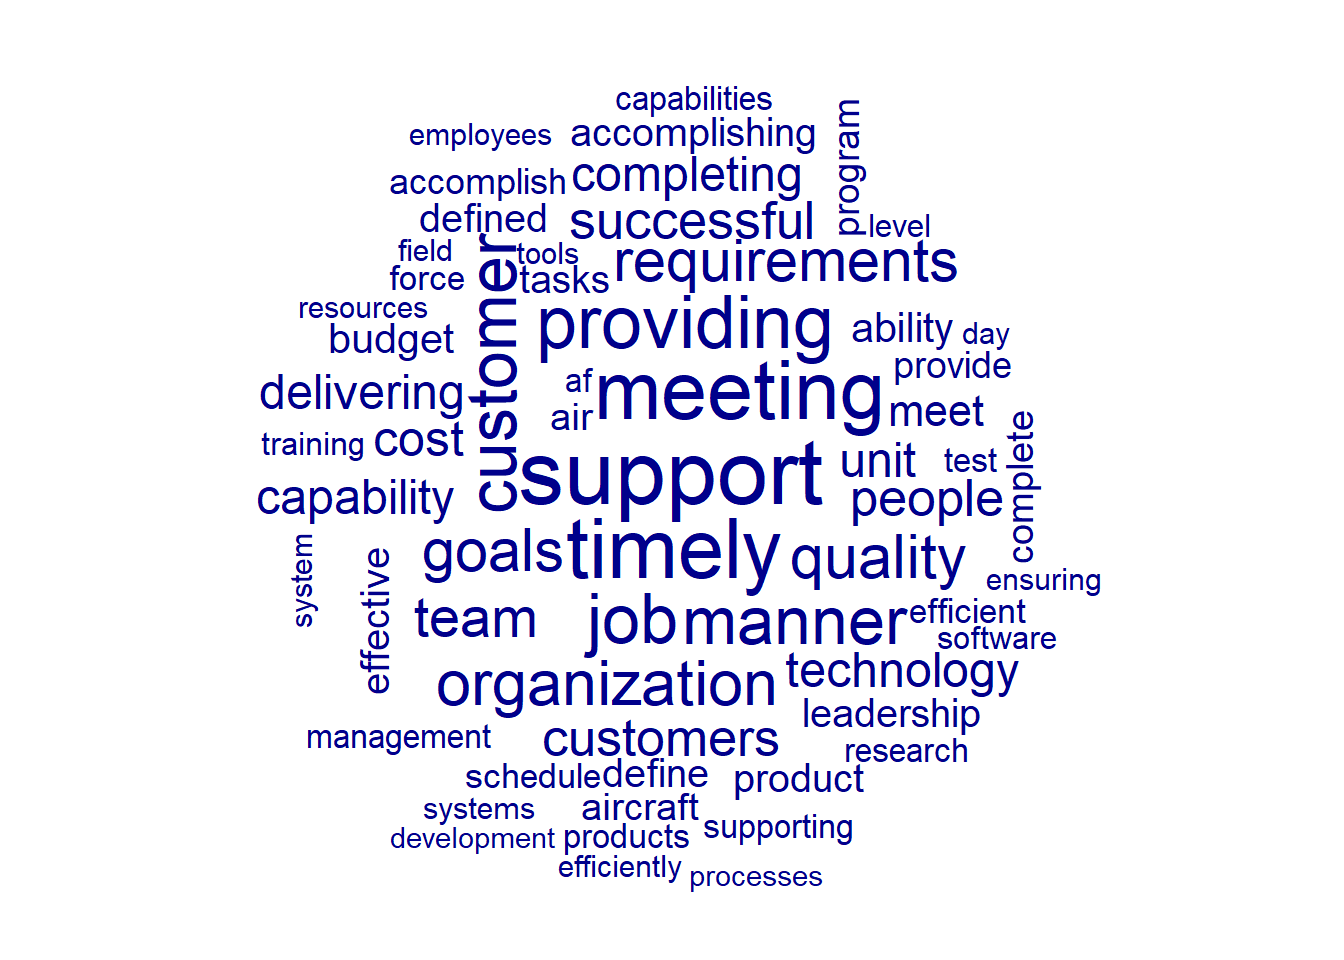 capabilities
employees
accomplishing
program
accomplish
completing
defined
successful
level
field
tools
requirements
force
tasks
customer
resources
providing
budget
ability
day
provide
af
meeting
delivering
air
meet
training
cost
complete
support
unit
test
capability
people
goals
timely
quality
system
effective
ensuring
team
job
manner
efficient
software
organization
technology
leadership
management
customers
research
schedule
define
product
systems
aircraft
supporting
development
products
efficiently
processes